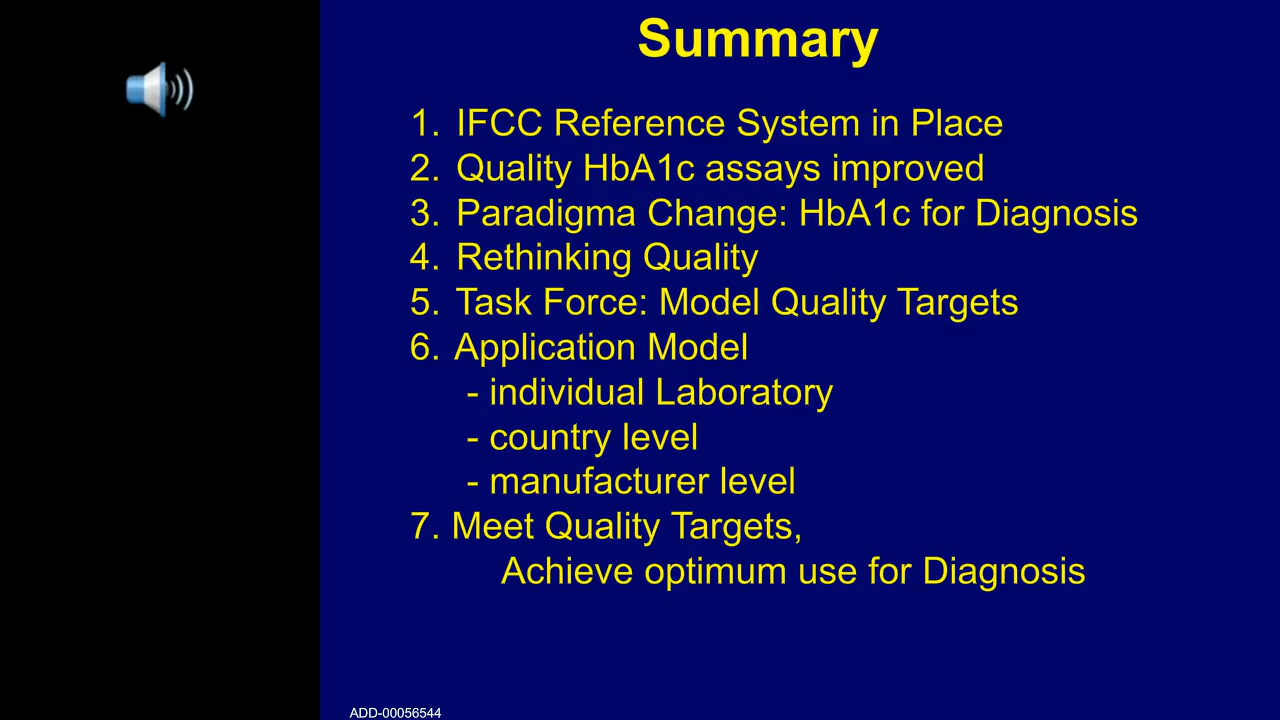 Summary
1. IFCC Reference System in Place
2. Quality HbA1c assays improved
3. Paradigma Change: HbA1c for Diagnosis
4. Rethinking Quality
5. Task Force: Model Quality Targets
6. Application Model
- individual Laboratory
- country level
- manufacturer level
7. Meet Quality Targets,
Achieve optimum use for Diagnosis
ADD-00056544